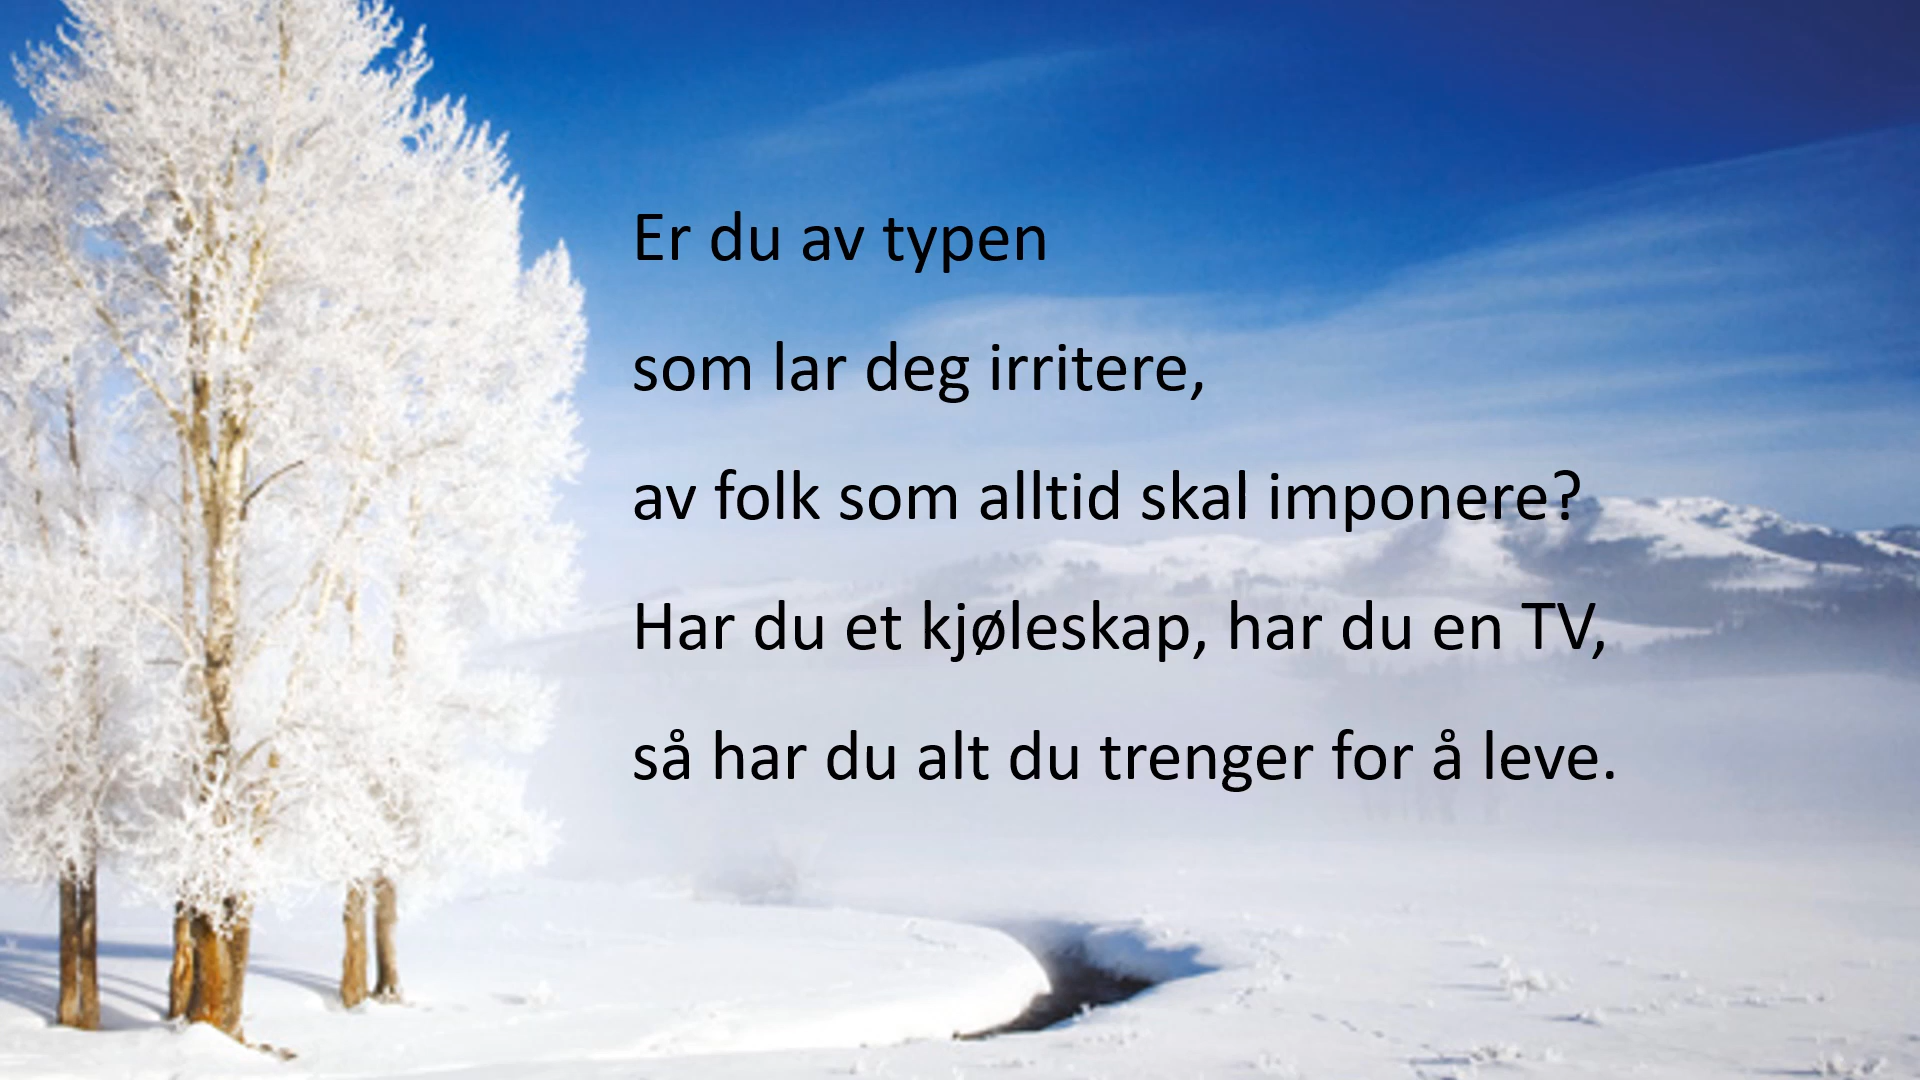 Er du av typen
som lar deg irritere,
av folk som alltid skal imponere?
Har du et kjøleskap, har du en TV,
så har du alt du trenger for å leve.